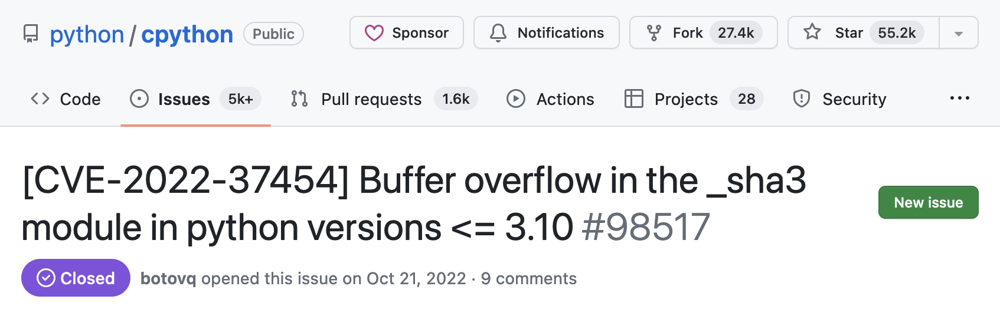 python / cpython Public Sponsor Notifications Fork 27.4k Star 55.2k
Code Issues 5k+ Pull requests 1.6k Actions Projects 28 Security ...
[CVE-2022-37454] Buffer overflow in the _sha3
module in python versions <= 3.10 #98517
New issue
Closed botovq opened this issue on Oct 21, 2022 · 9 comments